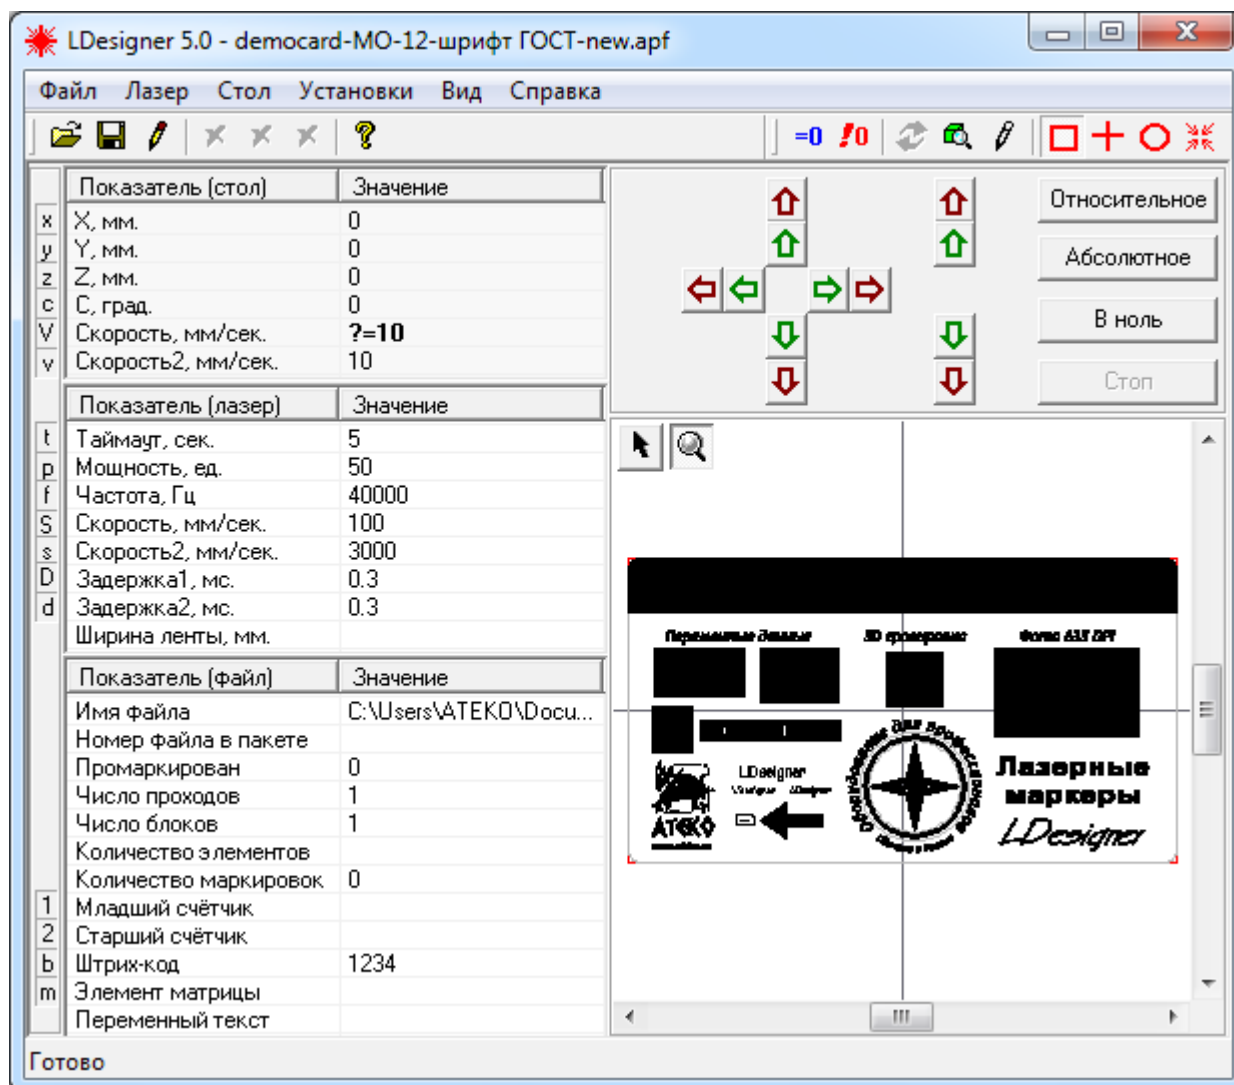 LDesigner 5.0 - democard-МО-12-шрифт ГОСТ-new.apf
Файл Лазер Стол Установки Вид Справка
=0 !0
Показатель (стол) Значение
x X, мм. 0
y Y, мм. 0
z Z, мм. 0
c C, град. 0
V Скорость, мм/сек. ?=10
v Скорость2, мм/сек. 10
Относительное
Абсолютное
В ноль
Стоп
Показатель (лазер) Значение
t Таймаут, сек. 5
p Мощность, ед. 50
f Частота, Гц 40000
S Скорость, мм/сек. 100
s Скорость2, мм/сек. 3000
D Задержка1, мс. 0.3
d Задержка2, мс. 0.3
Ширина ленты, мм.
Показатель (файл) Значение
Имя файла C:\Users\ATEKO\Docu...
Номер файла в пакете
Промаркирован 0
Число проходов 1
Число блоков 1
Количество элементов
Количество маркировок 0
1 Младший счётчик
2 Старший счётчик
b Штрих-код 1234
m Элемент матрицы
Переменный текст
Переменные данные
Фото 635 DPI
LDesigner
АТЕКО
Лазерные
маркеры
LDesigner
Готово